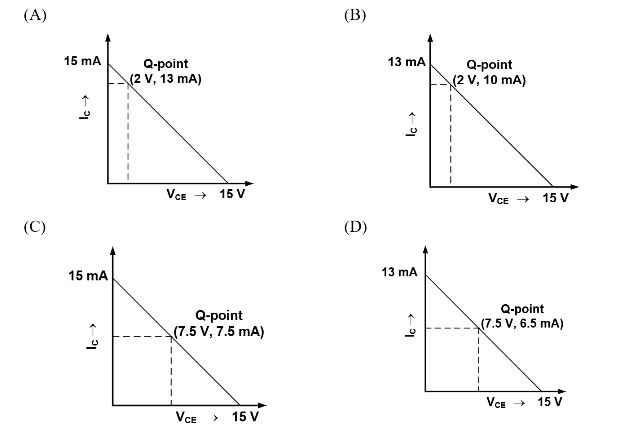 (A)
15 mA
Q-point
(2 V, 13 mA)
I_C →
V_CE → 15 V
(B)
13 mA
Q-point
(2 V, 10 mA)
I_C →
V_CE → 15 V
(C)
15 mA
Q-point
(7.5 V, 7.5 mA)
I_C →
V_CE > 15 V
(D)
13 mA
Q-point
(7.5 V, 6.5 mA)
I_C →
V_CE → 15 V